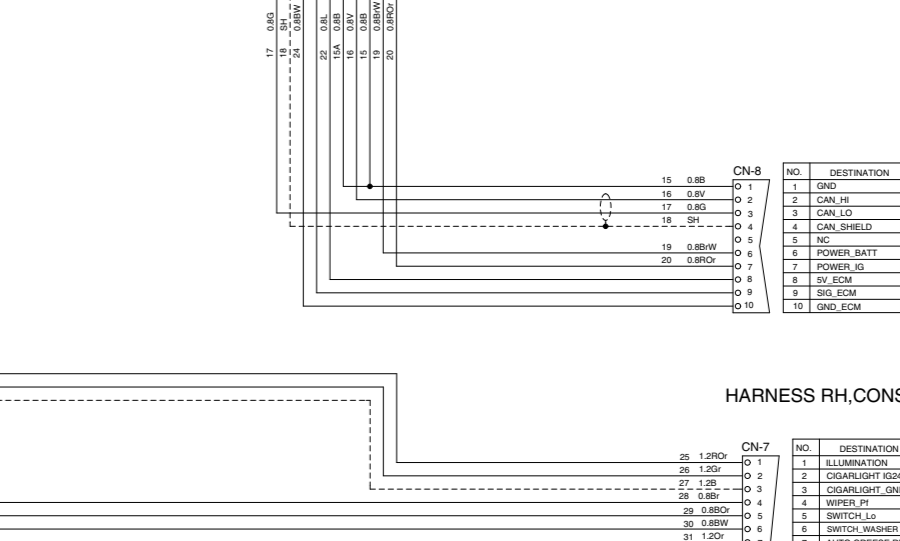 17 0.8G
18 SH
24 0.8BW
22 0.8L
15A 0.8B
16 0.8V
15 0.8B
19 0.8BrW
20 0.8ROr
CN-8
NO. DESTINATION
15 0.8B 1 1 GND
16 0.8V 2 2 CAN_HI
17 0.8G 3 3 CAN_LO
18 SH 4 4 CAN_SHIELD
5 5 NC
19 0.8BrW 6 6 POWER_BATT
20 0.8ROr 7 7 POWER_IG
8 8 5V_ECM
9 9 SIG_ECM
10 10 GND_ECM
HARNESS RH,CONS
CN-7
NO. DESTINATION
25 1.2ROr 1 1 ILLUMINATION
26 1.2Gr 2 2 CIGARLIGHT IG24
27 1.2B 3 3 CIGARLIGHT_GN
28 0.8Br 4 4 WIPER_Pf
29 0.8BOr 5 5 SWITCH_Lo
30 0.8BW 6 6 SWITCH_WASHER
31 1.2Or